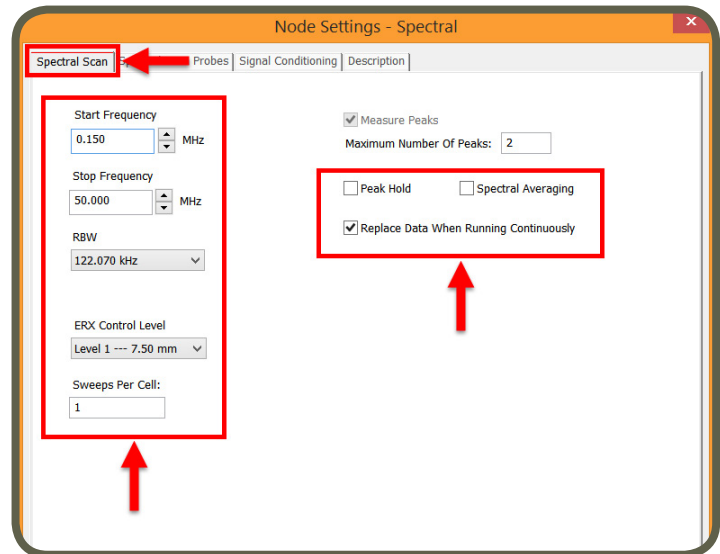 Node Settings - Spectral
Spectral Scan Probes Signal Conditioning Description
Start Frequency
0.150 MHz
Stop Frequency
50.000 MHz
RBW
122.070 kHz
ERX Control Level
Level 1 --- 7.50 mm
Sweeps Per Cell:
1
Measure Peaks
Maximum Number Of Peaks: 2
Peak Hold Spectral Averaging
Replace Data When Running Continuously